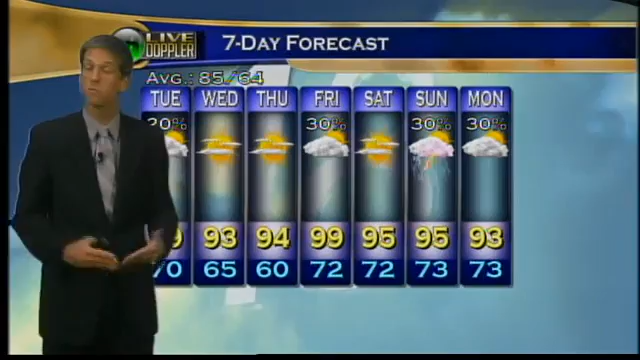 LIVE
DOPPLER
7-DAY FORECAST
AVG.: 85/64
TUE WED THU FRI SAT SUN MON
20% 30% 30% 30%
93 94 99 95 95 93
70 65 60 72 72 73 73